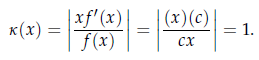 κ(x) = |xf′(x)/f(x)| = |(x)(c)/cx| = 1.